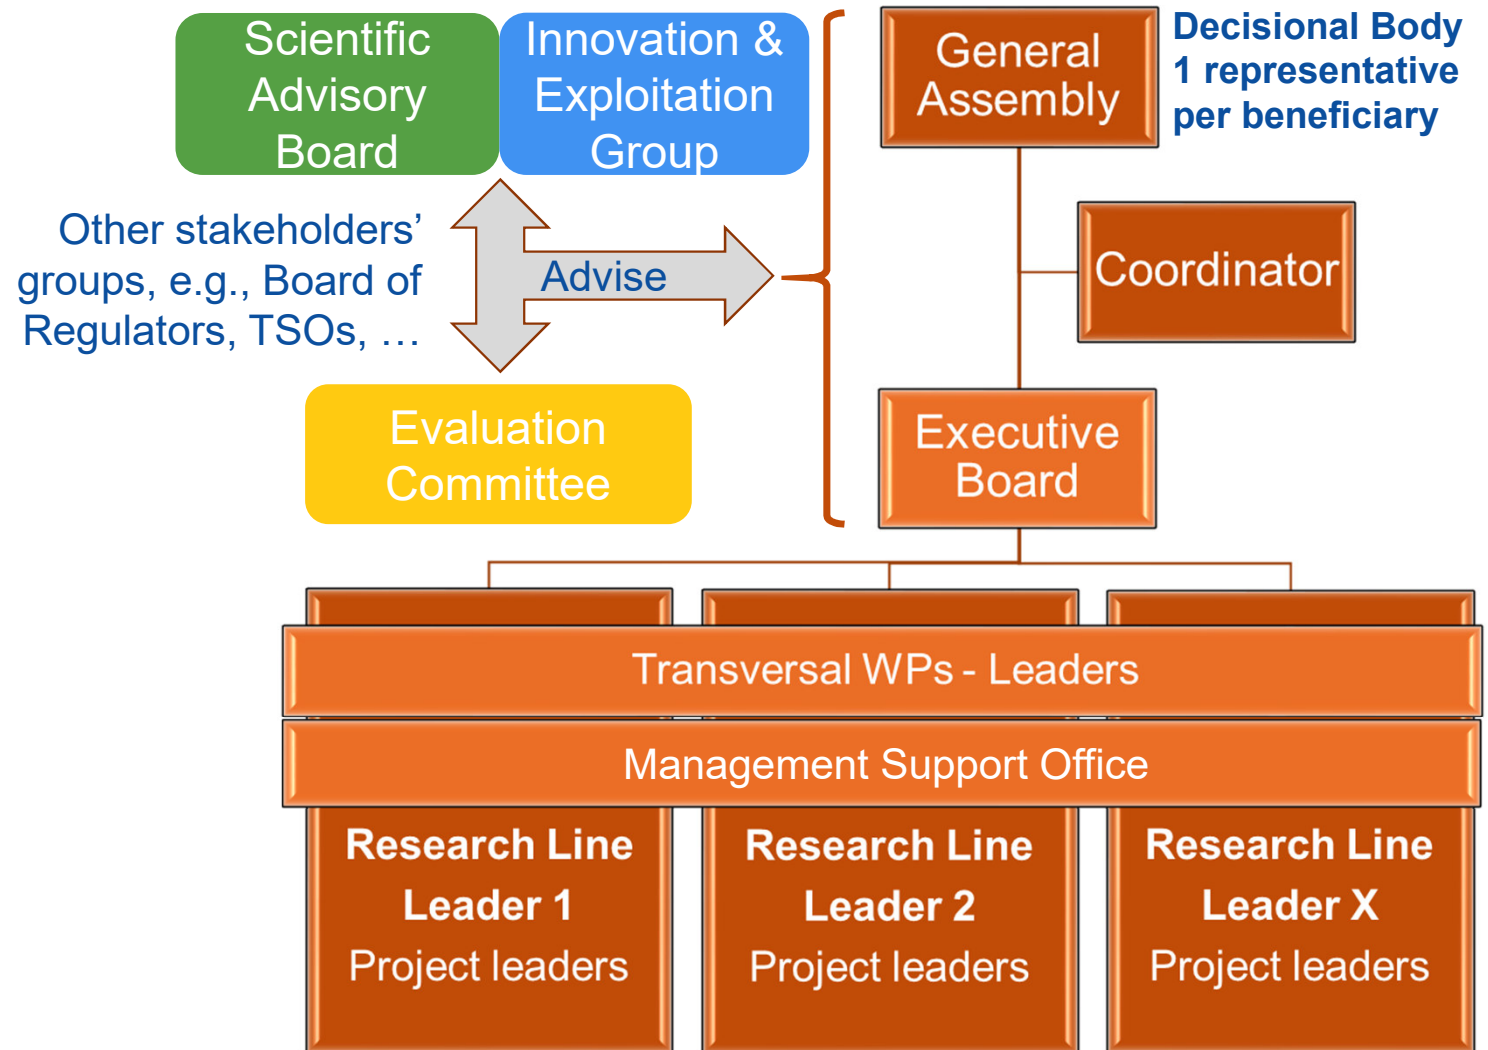 Scientific
Advisory
Board
Innovation &
Exploitation
Group
General
Assembly
Decisional Body
1 representative
per beneficiary
Other stakeholders’
groups, e.g., Board of
Regulators, TSOs, …
Advise
Coordinator
Evaluation
Committee
Executive
Board
Transversal WPs - Leaders
Management Support Office
Research Line
Leader 1
Project leaders
Research Line
Leader 2
Project leaders
Research Line
Leader X
Project leaders